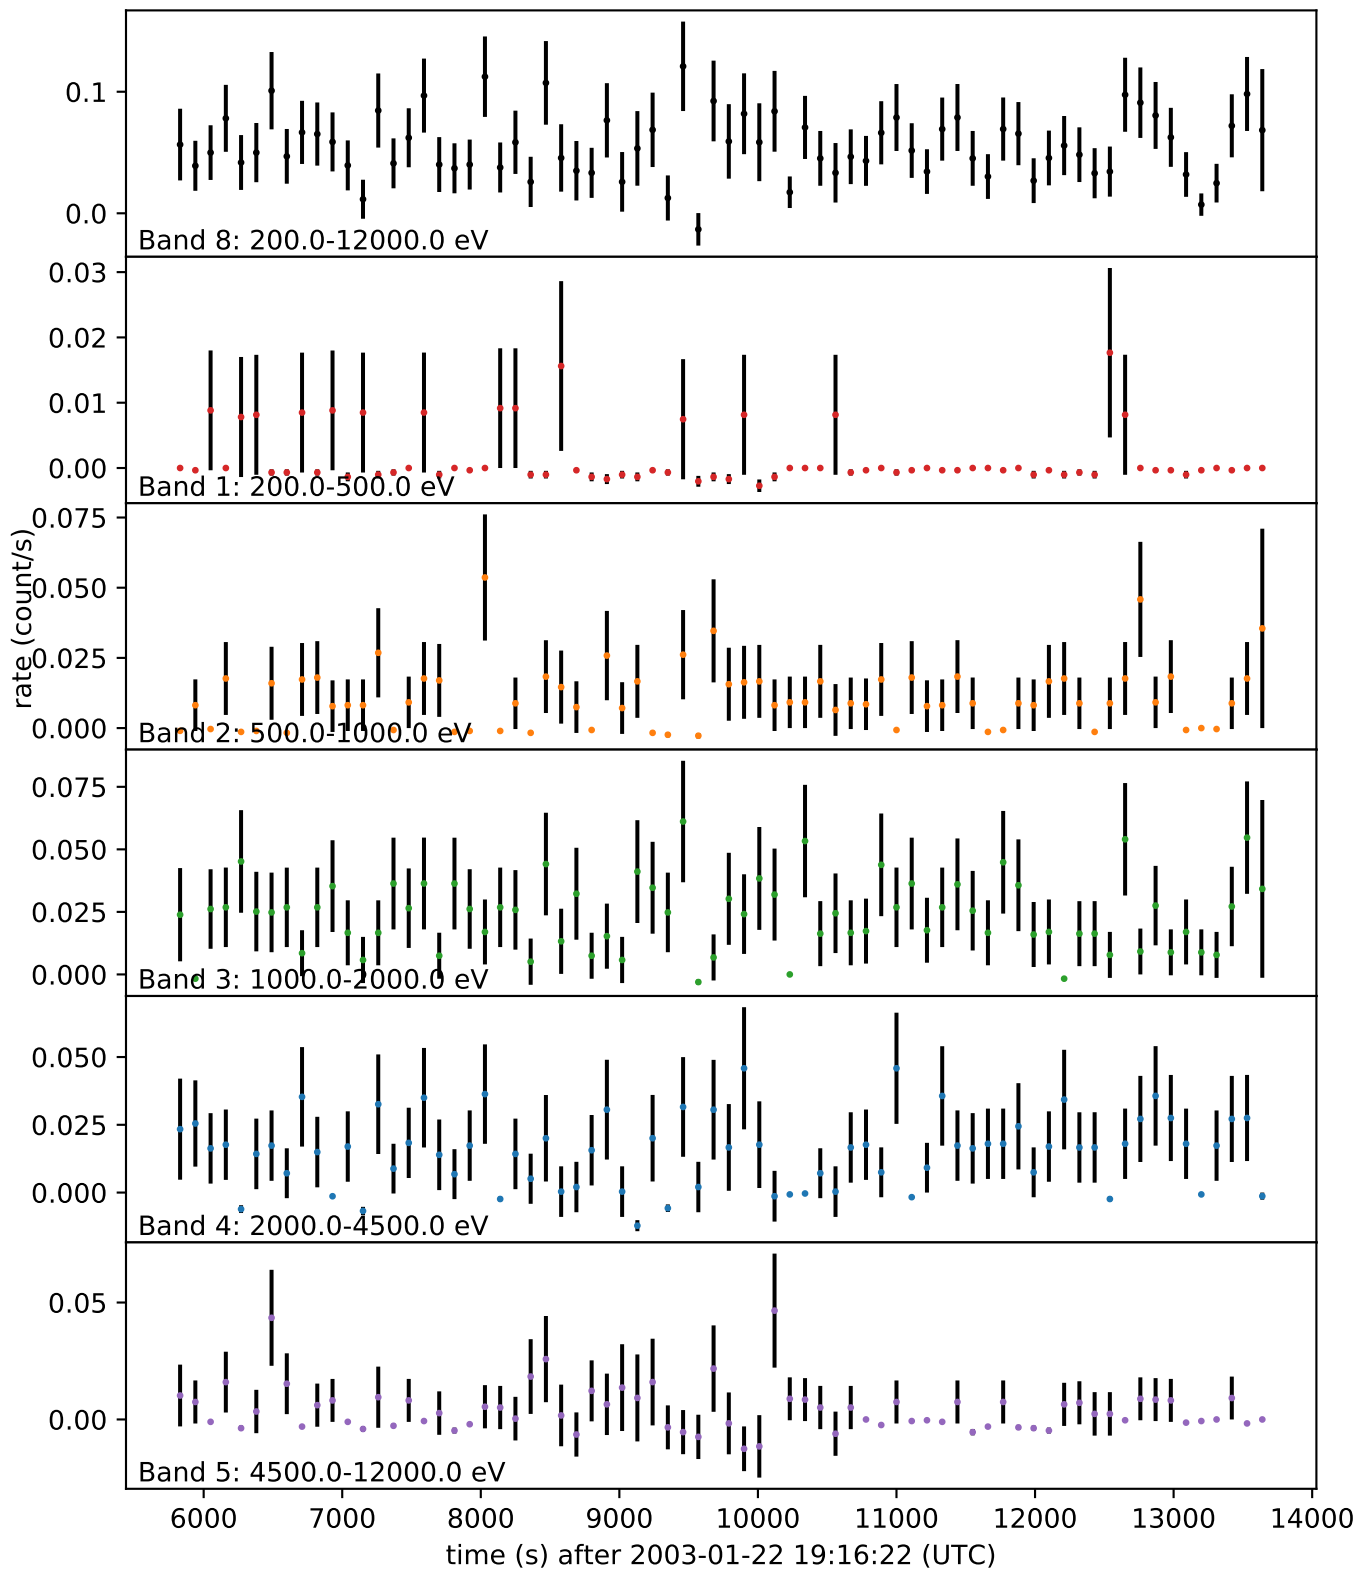 0.1
0.0
Band 8: 200.0-12000.0 eV
0.03
0.02
0.01
0.00
Band 1: 200.0-500.0 eV
rate (count/s)
0.075
0.050
0.025
0.000
Band 2: 500.0-1000.0 eV
0.075
0.050
0.025
0.000
Band 3: 1000.0-2000.0 eV
0.050
0.025
0.000
Band 4: 2000.0-4500.0 eV
0.05
0.00
Band 5: 4500.0-12000.0 eV
6000 7000 8000 9000 10000 11000 12000 13000 14000
time (s) after 2003-01-22 19:16:22 (UTC)